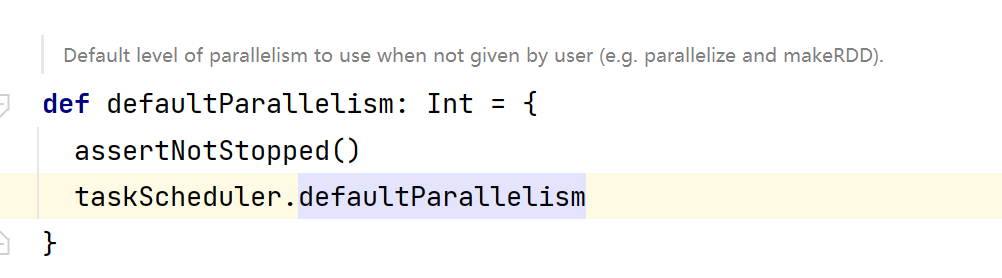 Default level of parallelism to use when not given by user (e.g. parallelize and makeRDD).
def defaultParallelism: Int = {
assertNotStopped()
taskScheduler.defaultParallelism
}